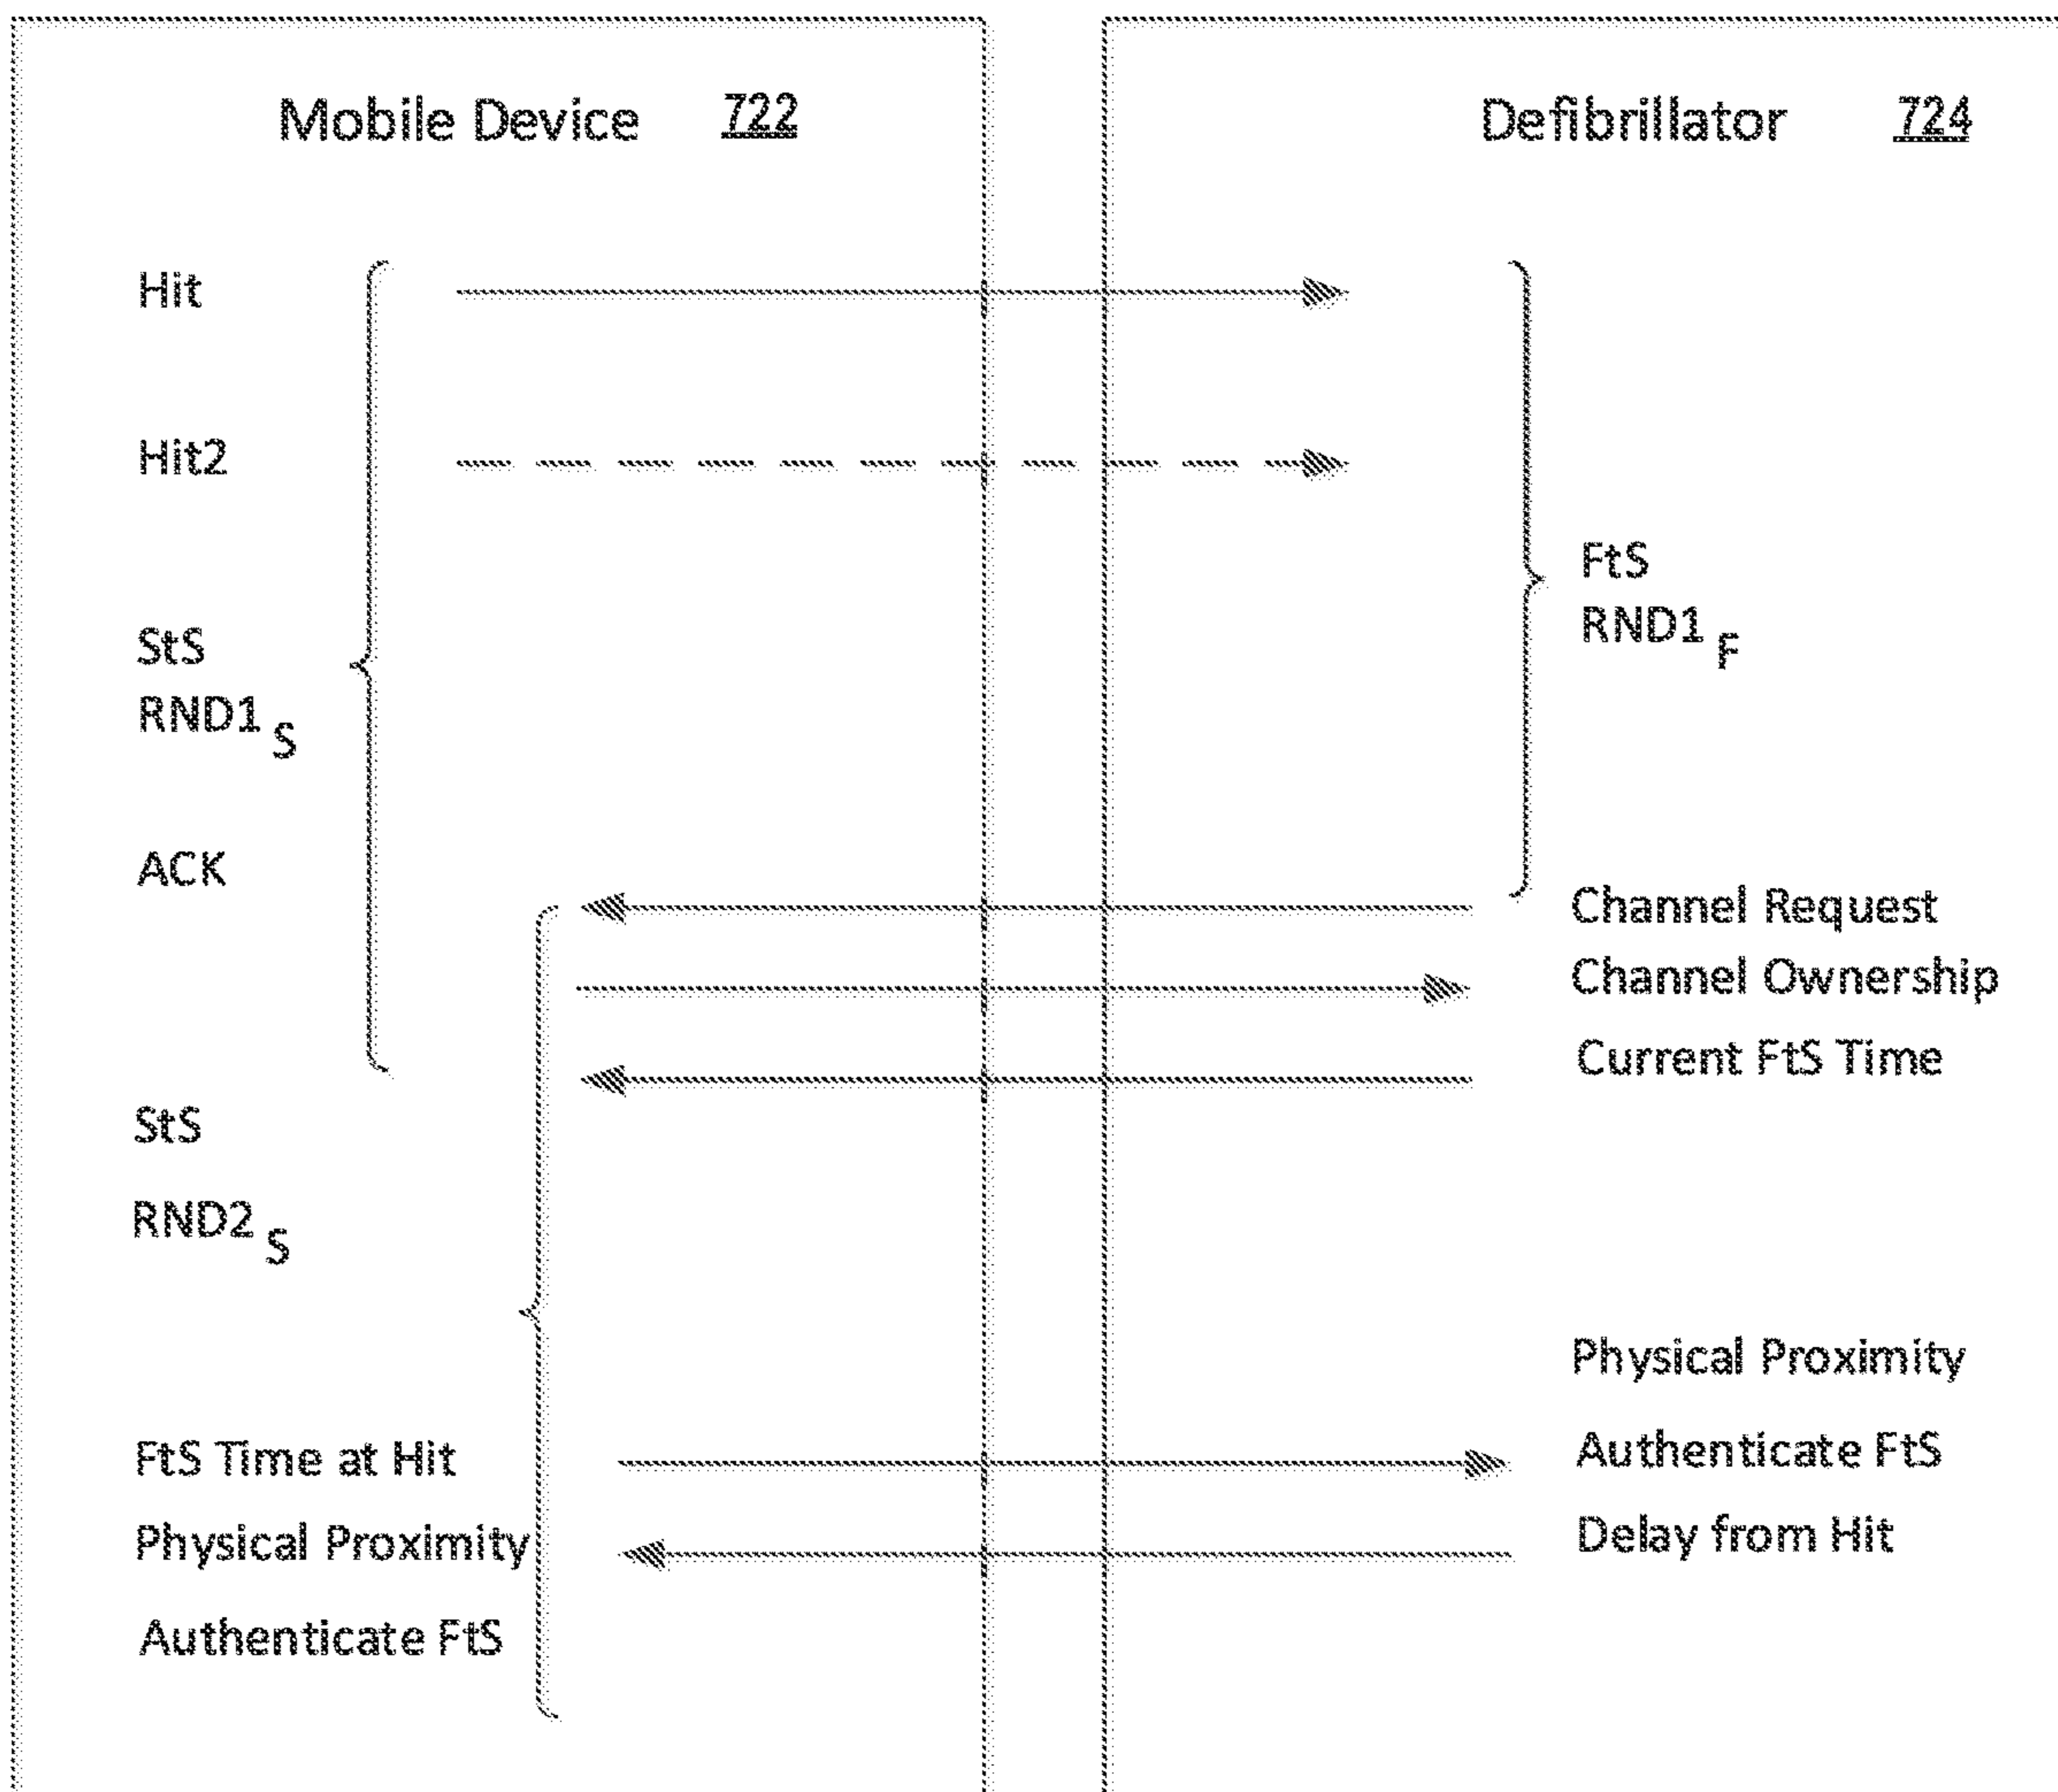 Mobile Device 722
Defibrillator 724
Hit
Hit2
StS
RND1 S
ACK
StS
RND2 S
FtS Time at Hit
Physical Proximity
Authenticate FtS
FtS
RND1 F
Channel Request
Channel Ownership
Current FtS Time
Physical Proximity
Authenticate FtS
Delay from Hit